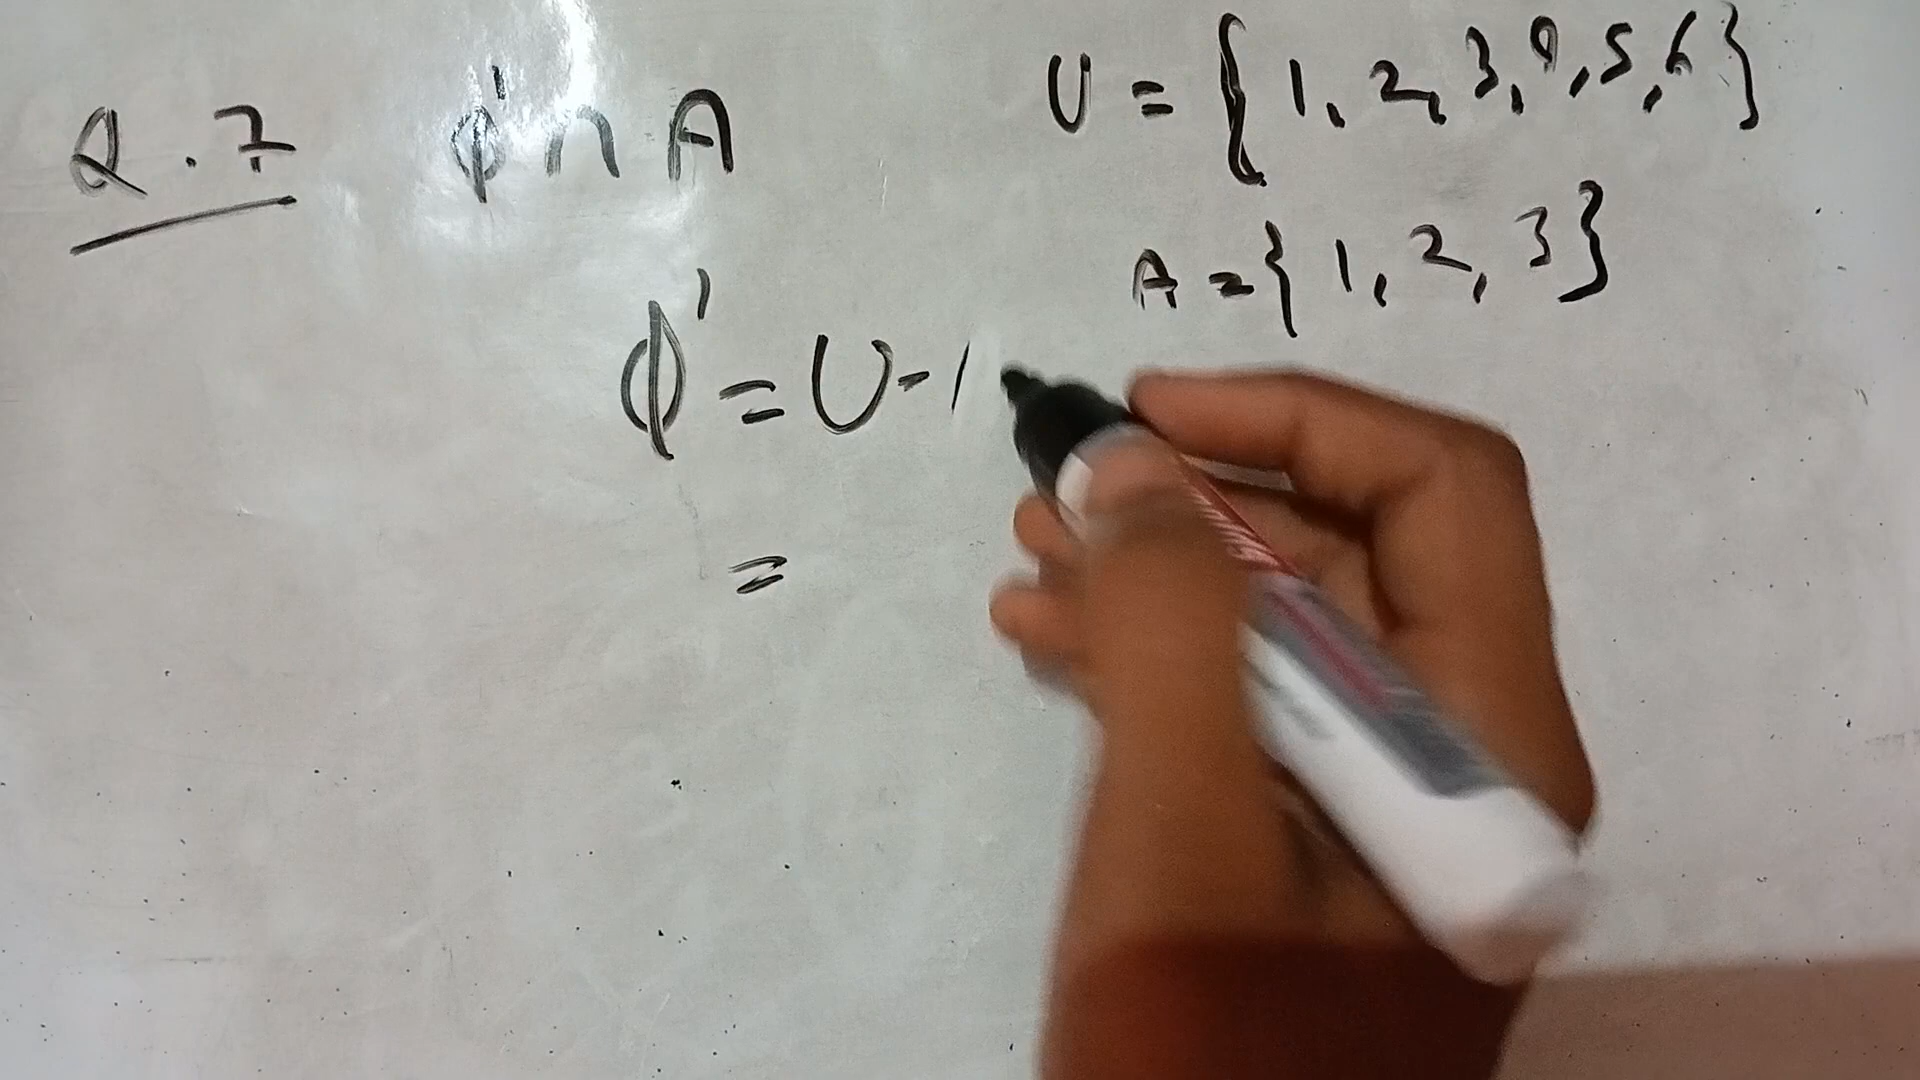 Q.7 ϕ' ∩ A
U = {1, 2, 3, 4, 5, 6}
A = {1, 2, 3}
ϕ' = U -
=